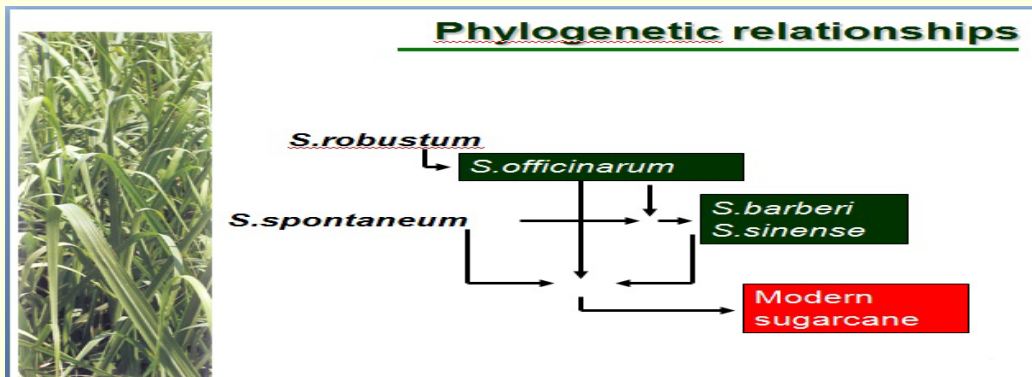 Phylogenetic relationships
S.robustum
S.officinarum
S.spontaneum
S.barberi
S.sinense
Modern
sugarcane